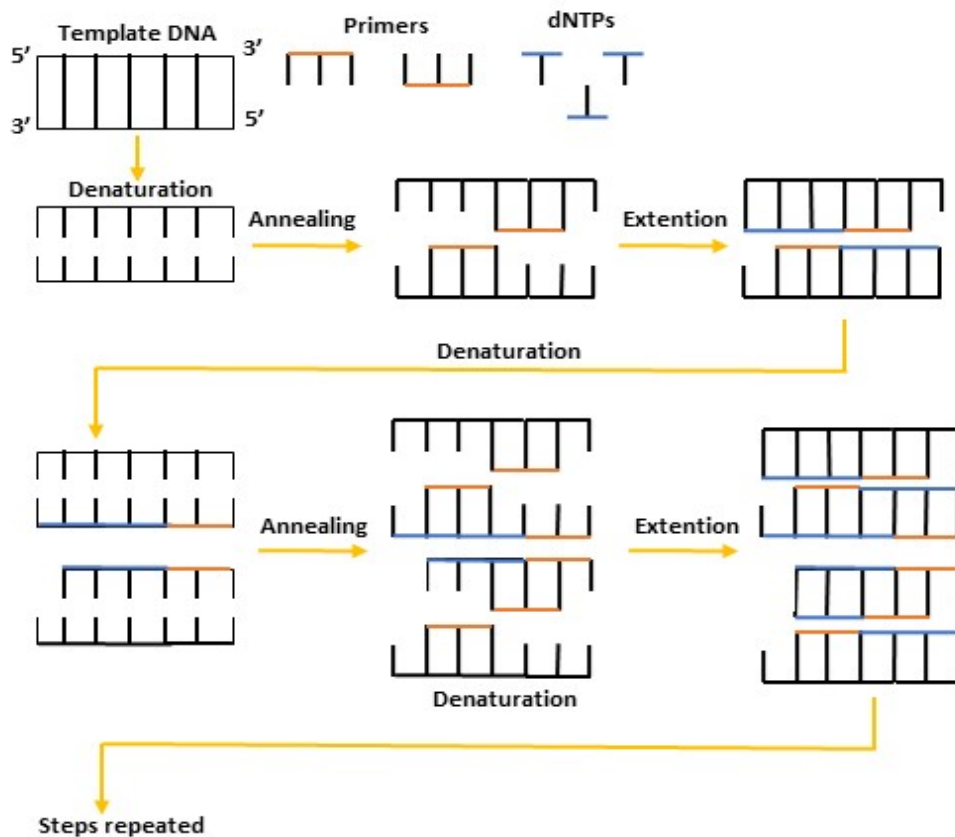 Template DNA
Primers
dNTPs
5’
3’
3’
5’
Denaturation
Annealing
Extention
Denaturation
Annealing
Extention
Denaturation
Steps repeated